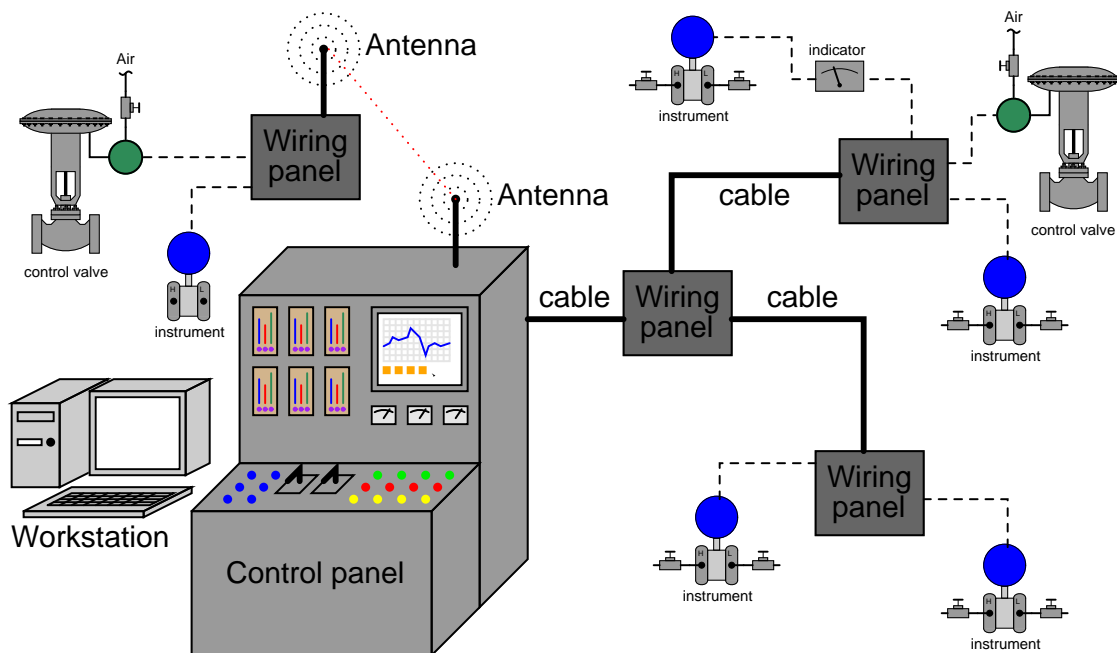 Air
Antenna
Wiring
panel
control valve
H
L
instrument
Antenna
H
L
instrument
indicator
Air
Wiring
panel
control valve
cable
H
L
instrument
cable
Wiring
panel
cable
Workstation
Control panel
Wiring
panel
H
L
instrument
H
L
instrument